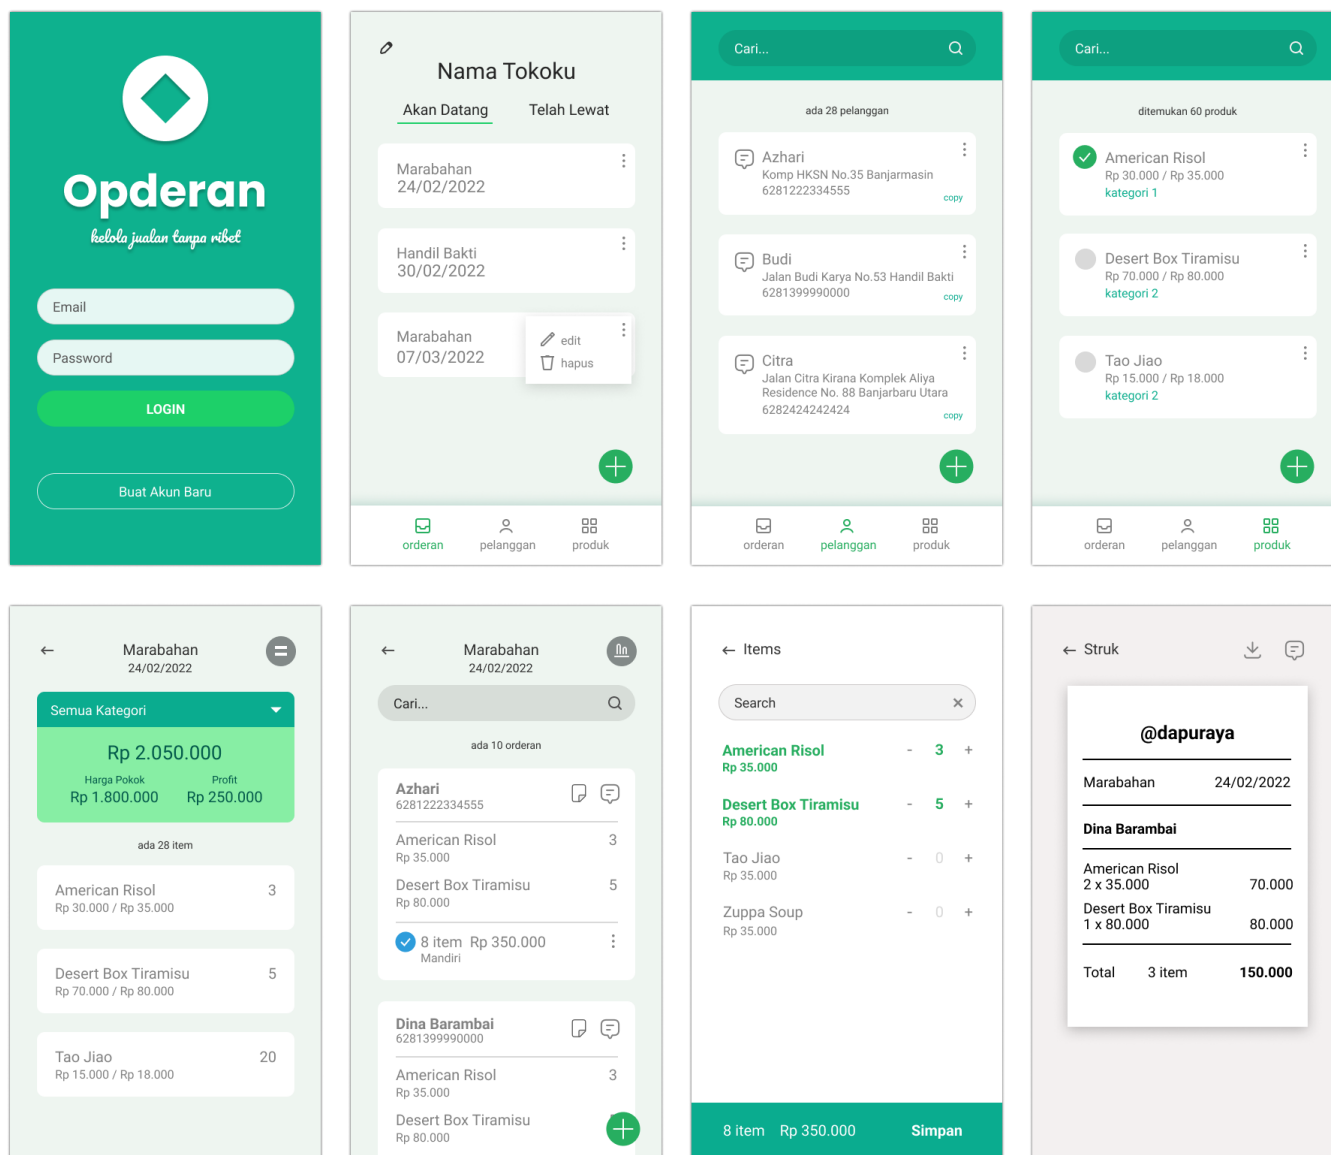 Opderan
kelola jualan tanpa ribet
Email
Password
LOGIN
Buat Akun Baru
Nama Tokoku
Akan Datang Telah Lewat
Marabahan
24/02/2022
Handil Bakti
30/02/2022
Marabahan
07/03/2022
edit
hapus
orderan pelanggan produk
Cari...
ada 28 pelanggan
Azhari
Komp HKSN No.35 Banjarmasin
6281222334555
copy
Budi
Jalan Budi Karya No.53 Handil Bakti
6281399990000
copy
Citra
Jalan Citra Kirana Komplek Aliya
Residence No. 88 Banjarbaru Utara
6282424242424
copy
orderan pelanggan produk
Cari...
ditemukan 60 produk
American Risol
Rp 30.000 / Rp 35.000
kategori 1
Desert Box Tiramisu
Rp 70.000 / Rp 80.000
kategori 2
Tao Jiao
Rp 15.000 / Rp 18.000
kategori 2
orderan pelanggan produk
Marabahan
24/02/2022
Semua Kategori
Rp 2.050.000
Harga Pokok Profit
Rp 1.800.000 Rp 250.000
ada 28 item
American Risol 3
Rp 30.000 / Rp 35.000
Desert Box Tiramisu 5
Rp 70.000 / Rp 80.000
Tao Jiao 20
Rp 15.000 / Rp 18.000
Marabahan
24/02/2022
Cari...
ada 10 orderan
Azhari
6281222334555
American Risol 3
Rp 35.000
Desert Box Tiramisu 5
Rp 80.000
8 item Rp 350.000
Mandiri
Dina Barambai
6281399990000
American Risol 3
Rp 35.000
Desert Box Tiramisu
Rp 80.000
Items
Search
American Risol - 3 +
Rp 35.000
Desert Box Tiramisu - 5 +
Rp 80.000
Tao Jiao - 0 +
Rp 35.000
Zuppa Soup - 0 +
Rp 35.000
8 item Rp 350.000 Simpan
Struk
@dapuraya
Marabahan 24/02/2022
Dina Barambai
American Risol
2 x 35.000 70.000
Desert Box Tiramisu
1 x 80.000 80.000
Total 3 item 150.000